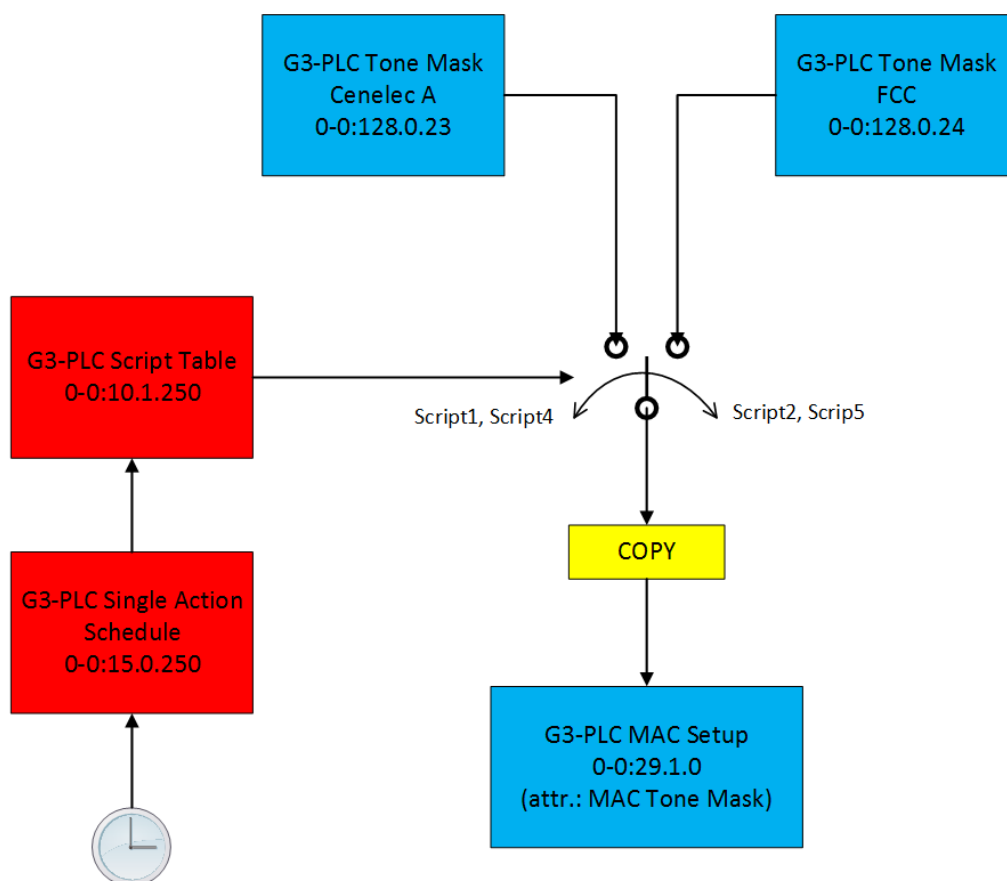 G3-PLC Tone Mask
Cenelec A
0-0:128.0.23
G3-PLC Tone Mask
FCC
0-0:128.0.24
G3-PLC Script Table
0-0:10.1.250
Script1, Script4
Script2, Scrip5
COPY
G3-PLC Single Action
Schedule
0-0:15.0.250
G3-PLC MAC Setup
0-0:29.1.0
(attr.: MAC Tone Mask)